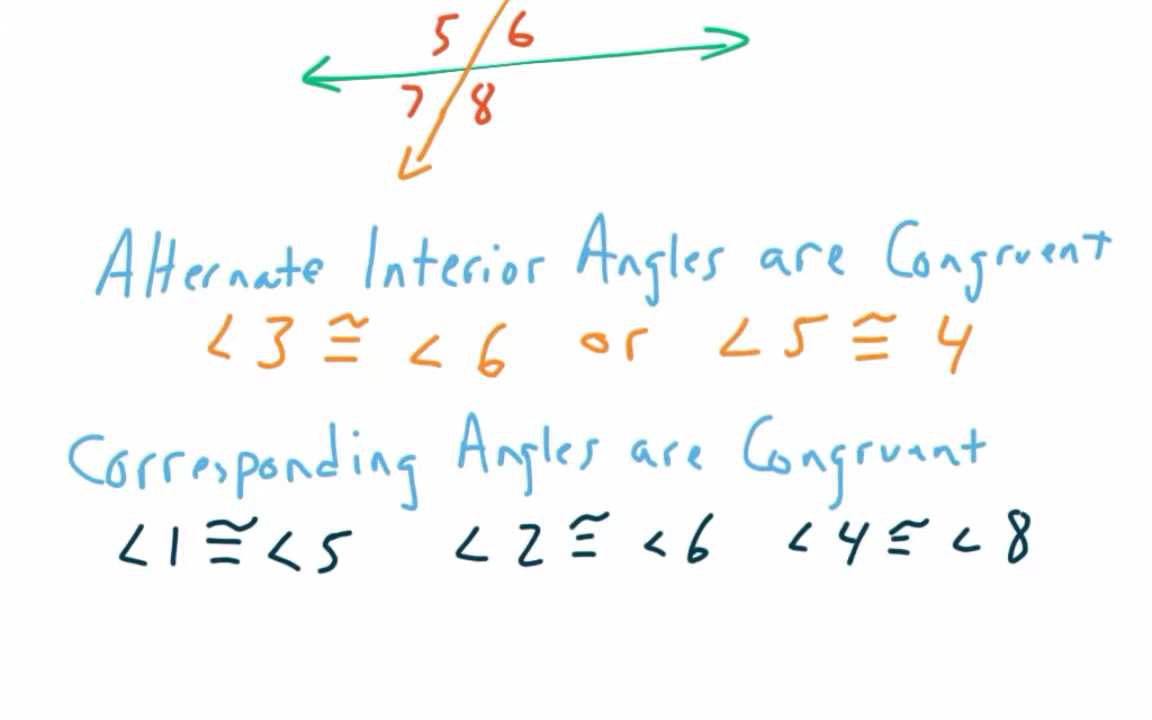 5 6
7 8
Alternate Interior Angles are Congruent
<3 ≅ <6 or <5 ≅ 4
Corresponding Angles are Congruant
<1 ≅ <5 <2 ≅ <6 <4 ≅ <8